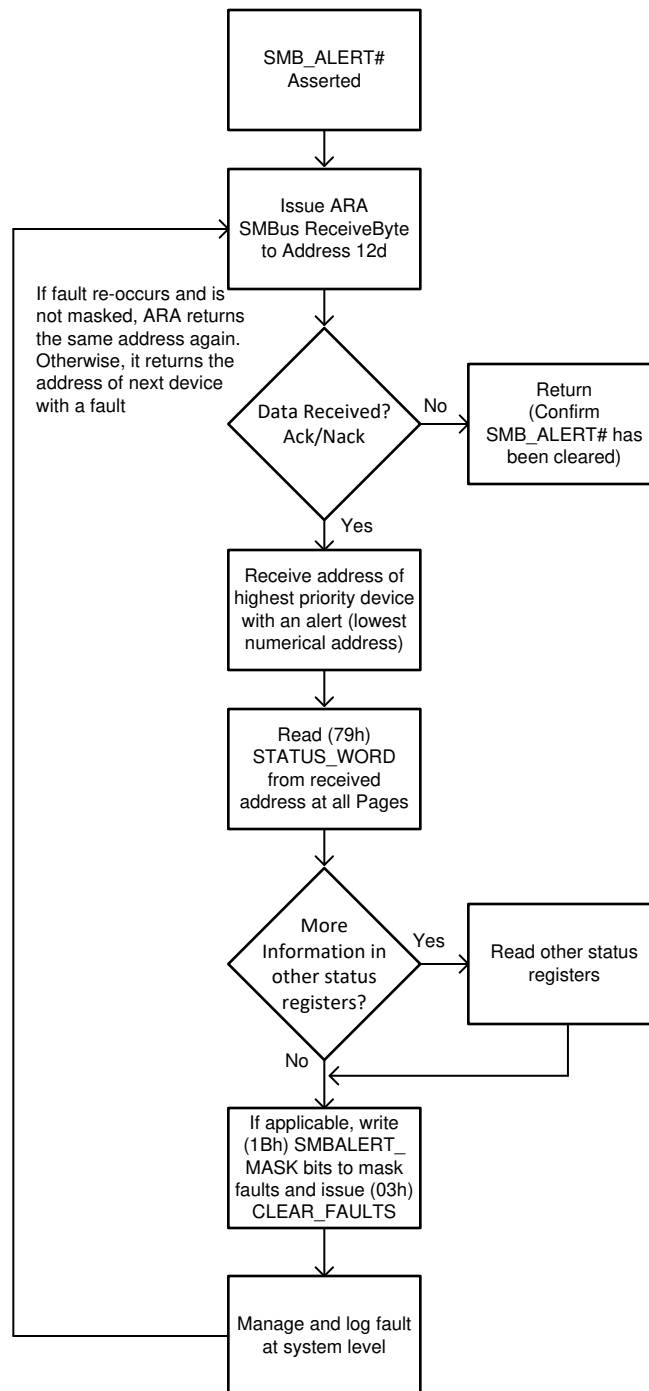 SMB_ALERT#
Asserted
Issue ARA
SMBus ReceiveByte
to Address 12d
If fault re-occurs and is
not masked, ARA returns
the same address again.
Otherwise, it returns the
address of next device
with a fault
Data Received?
Ack/Nack
No
Return
(Confirm
SMB_ALERT# has
been cleared)
Yes
Receive address of
highest priority device
with an alert (lowest
numerical address)
Read (79h)
STATUS_WORD
from received
address at all Pages
More
Information in
other status
registers?
Yes
Read other status
registers
No
If applicable, write
(1Bh) SMBALERT_
MASK bits to mask
faults and issue (03h)
CLEAR_FAULTS
Manage and log fault
at system level